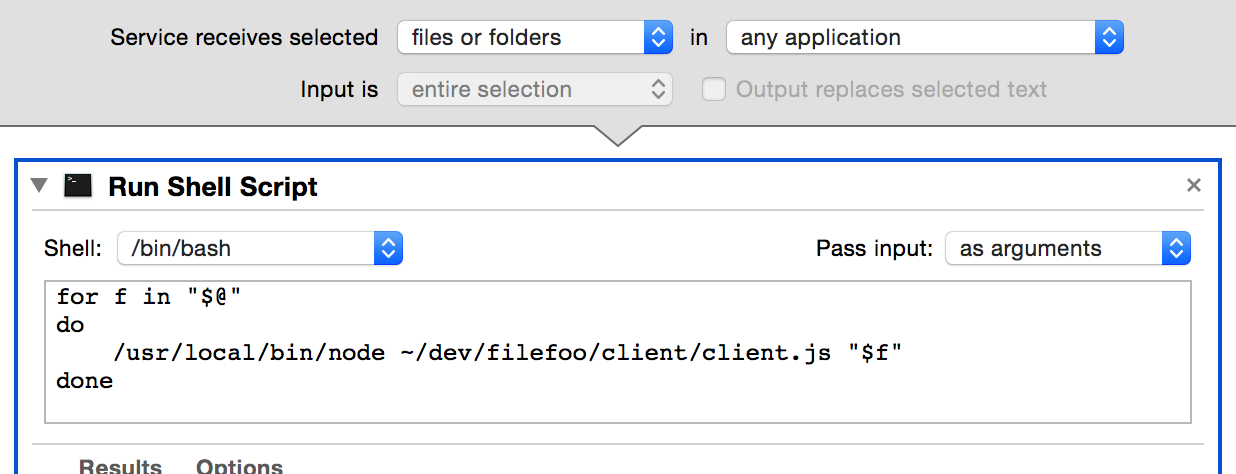 Service receives selected files or folders in any application
Input is entire selection Output replaces selected text
Run Shell Script
Shell: /bin/bash Pass input: as arguments
for f in "$@"
do
    /usr/local/bin/node ~/dev/filefoo/client/client.js "$f"
done
Results Options